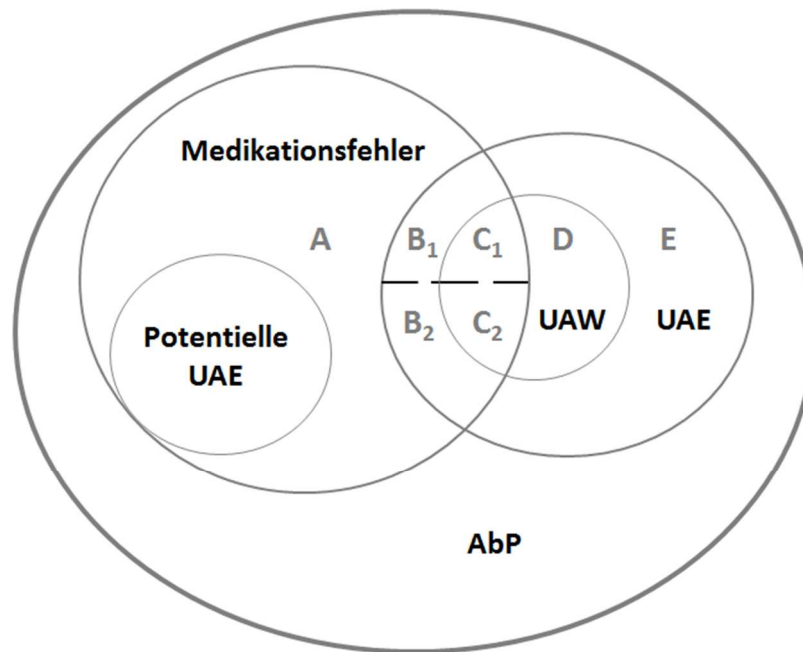 Medikationsfehler
A
B₁
C₁
D
E
Potentielle
UAE
B₂
C₂
UAW
UAE
AbP